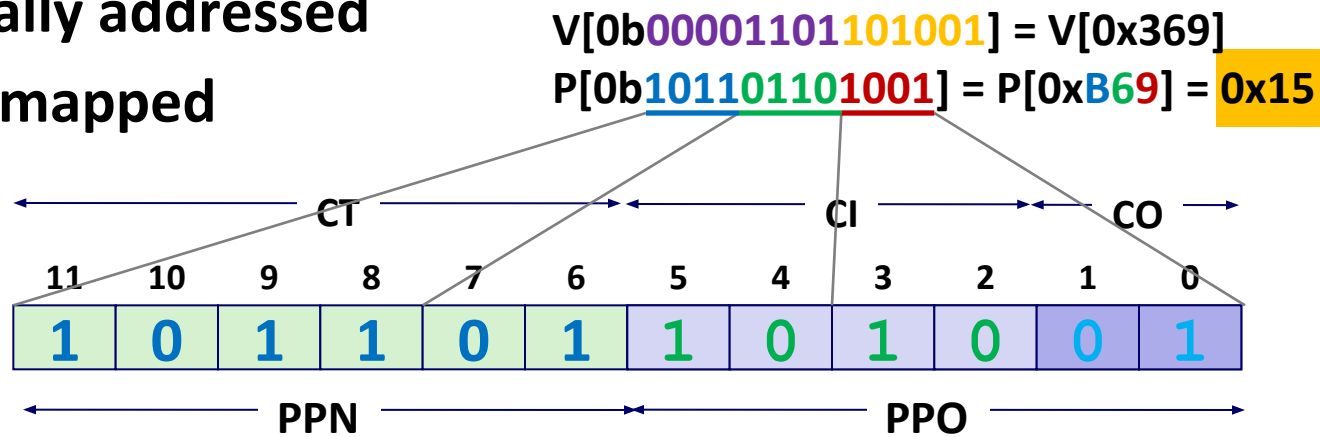 ally addressed
mapped
V[0b00001101101001] = V[0x369]
P[0b101101101001] = P[0xB69] = 0x15
CT CI CO
11 10 9 8 7 6 5 4 3 2 1 0
1 0 1 1 0 1 1 0 1 0 0 1
PPN PPO